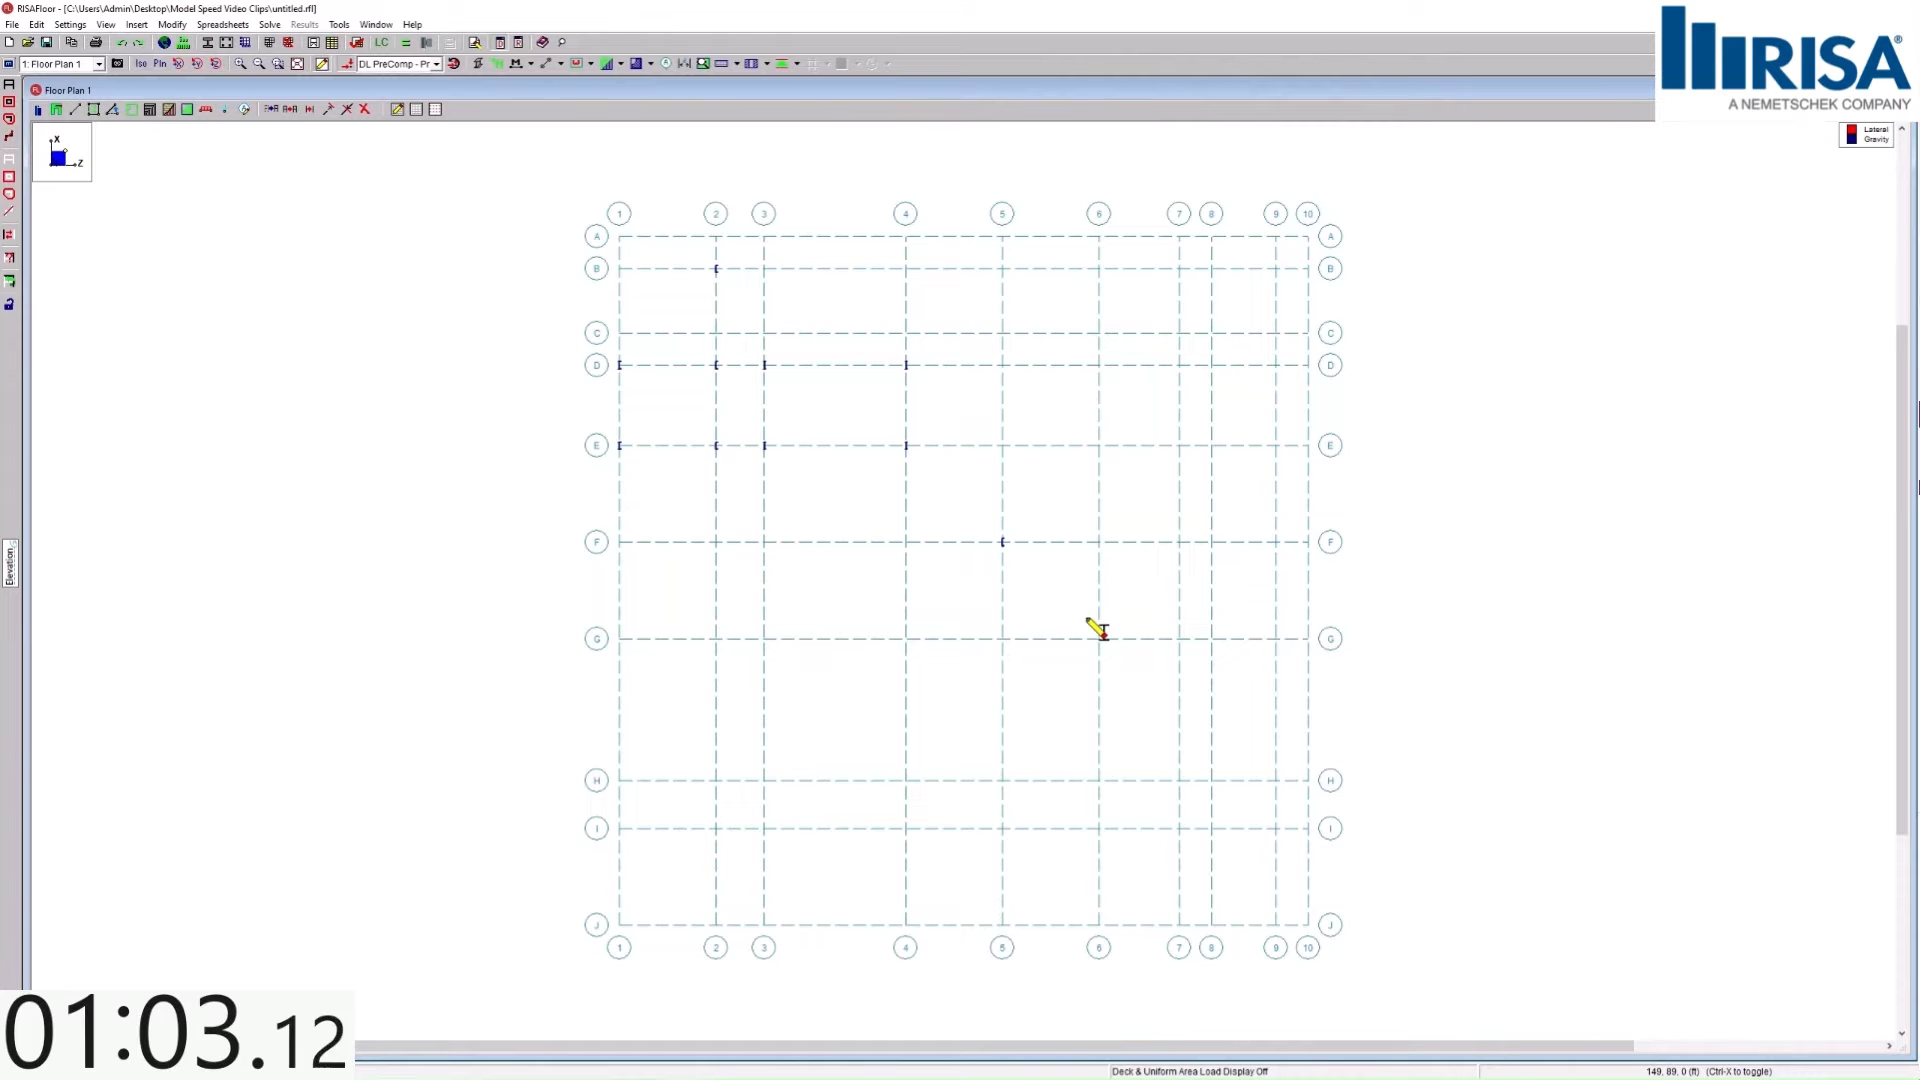 RISAFloor - [C:\Users\Admin\Desktop\Model Speed Video Clips\untitled.rfl]
File Edit Settings View Insert Modify Spreadsheets Solve Results Tools Window Help
LC
1: Floor Plan 1 Iso Pln DL PreComp - Pr
Floor Plan 1
RISA®
A NEMETSCHEK COMPANY
Lateral
Gravity
X
Z
1 2 3 4 5 6 7 8 9 10
A A
B B
C C
D D
E E
F F
G G
H H
I I
J J
1 2 3 4 5 6 7 8 9 10
Elevation
01:03.12
Deck & Uniform Area Load Display Off
149, 89, 0 (ft) (Ctrl-X to toggle)